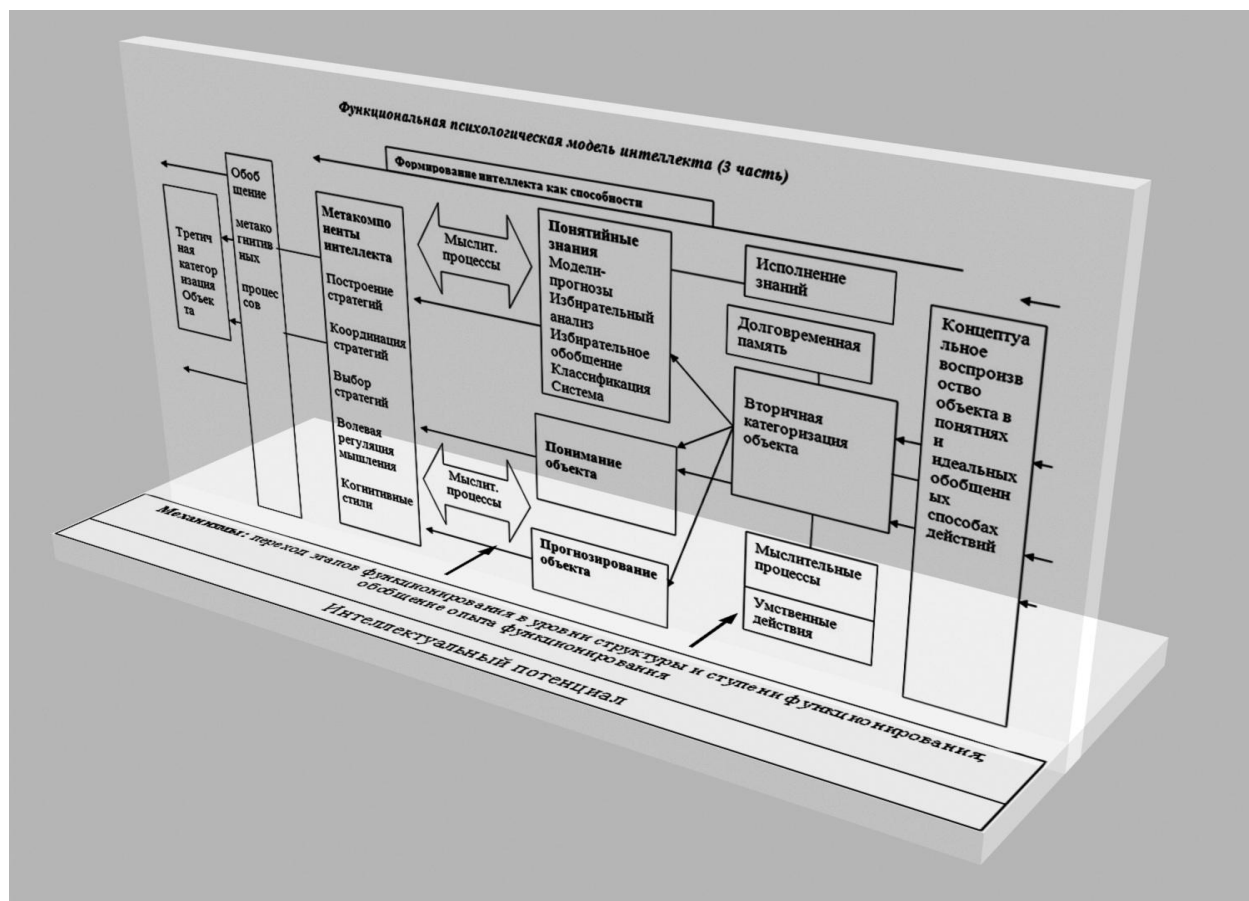 Функциональная психологическая модель интеллекта (3 часть)
Формирование интеллекта как способности
Обоб
щение
метако
гнитив
ных
процес
сов
Третич
ная
катего
ризация
Объек
та
Метакомпо
ненты
интеллекта
Построение
стратегий
Координация
стратегий
Выбор
стратегий
Волевая
регуляция
мышления
Когнитивные
стили
Мыслит.
процессы
Мыслит.
процессы
Понятийные
знания
Модели-
прогнозы
Избирательный
анализ
Избирательное
обобщение
Классификация
Система
Понимание
объекта
Прогнозирование
объекта
Исполнение
знаний
Долговременная
память
Вторичная
категоризация
объекта
Мыслительные
процессы
Умственные
действия
Концептуа
льное
воспроизв
оство
объекта в
понятнях
и
идеальных
обобщенн
ых
способах
действий
Механизмы: переход этапов функционирования в уровни структуры и ступени функционирования;
обобщение опыта функционирования
Интеллектуальный потенциал